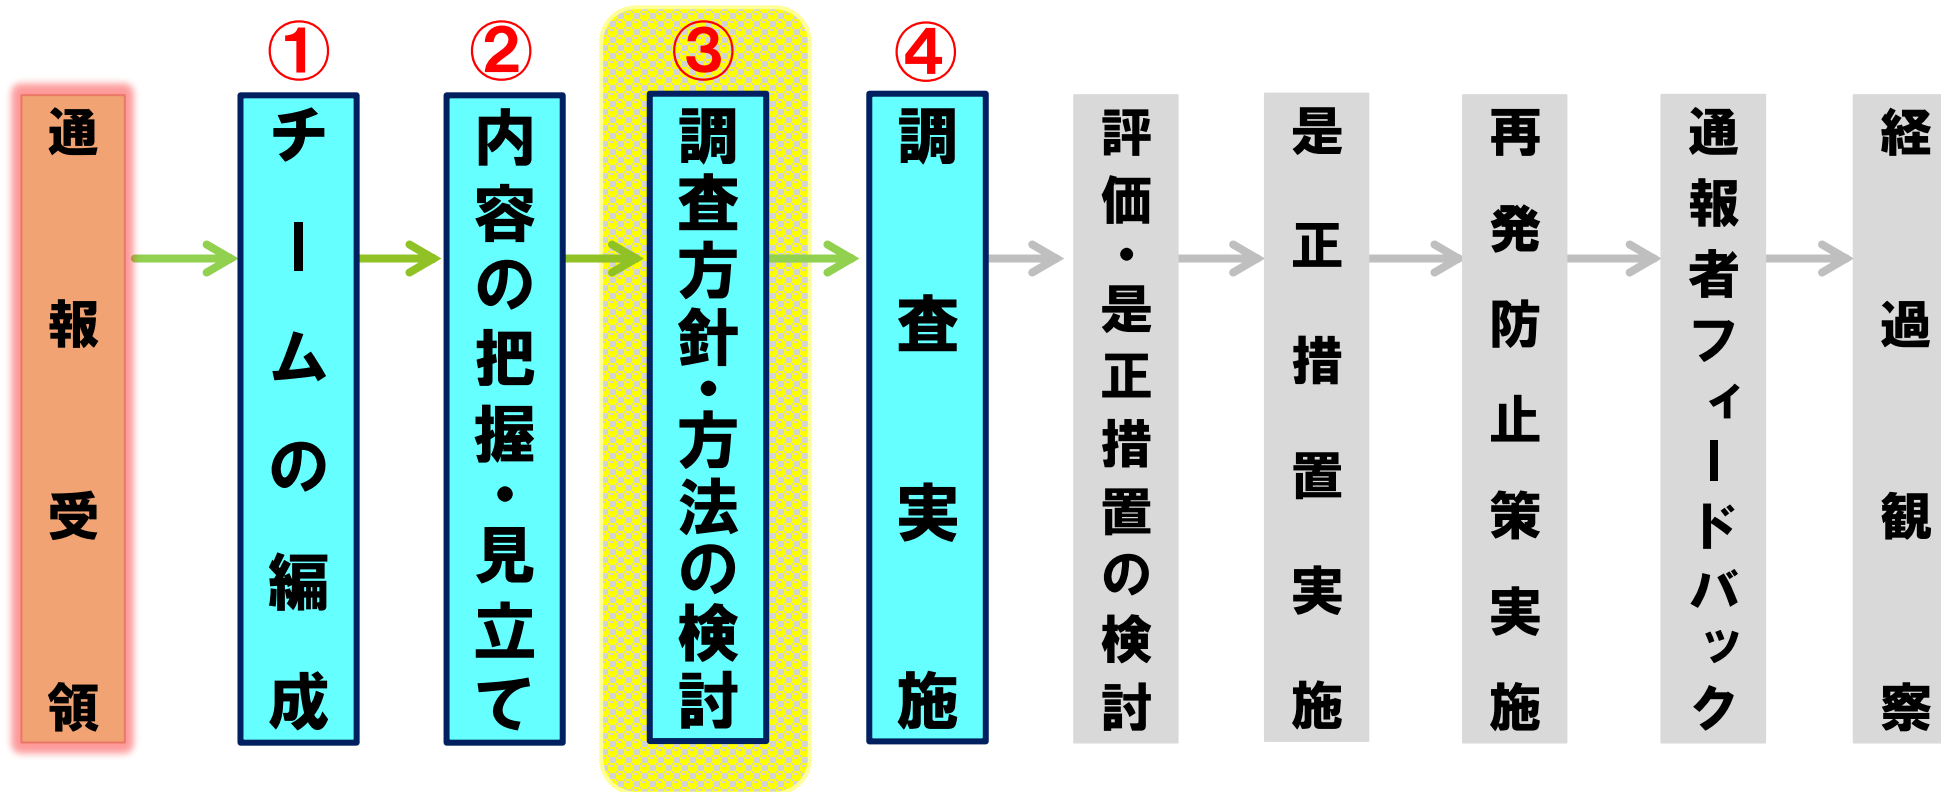 通報受領
①
チームの編成
②
内容の把握・見立て
③
調査方針・方法の検討
④
調査実施
評価・是正措置の検討
是正措置実施
再発防止策実施
通報者フィードバック
経過観察